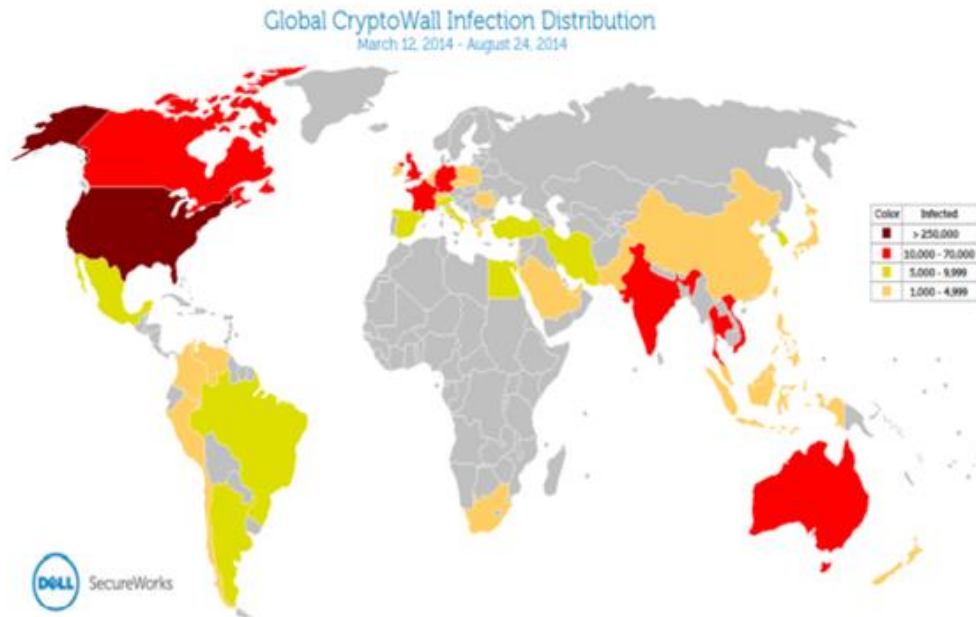 Global CryptoWall Infection Distribution
March 12, 2014 - August 24, 2014
Color Infected
> 250,000
10,000 - 70,000
5,000 - 9,999
1,000 - 4,999
DELL SecureWorks